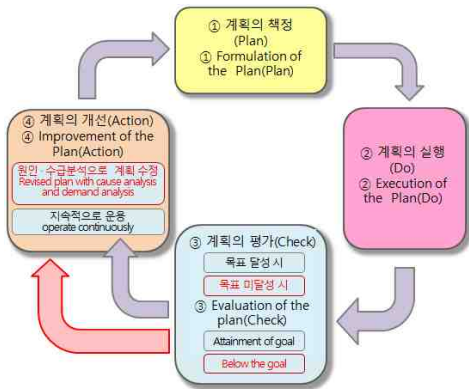 ① 계획의 책정
(Plan)
① Formulation of
the Plan(Plan)
② 계획의 실행
(Do)
② Execution of
the Plan(Do)
③ 계획의 평가(Check)
목표 달성 시
목표 미달성 시
③ Evaluation of the
plan(Check)
Attainment of goal
Below the goal
④ 계획의 개선(Action)
④ Improvement of the
Plan(Action)
원인·수급분석으로 계획 수정
Revised plan with cause analysis
and demand analysis
지속적으로 운용
operate continuously